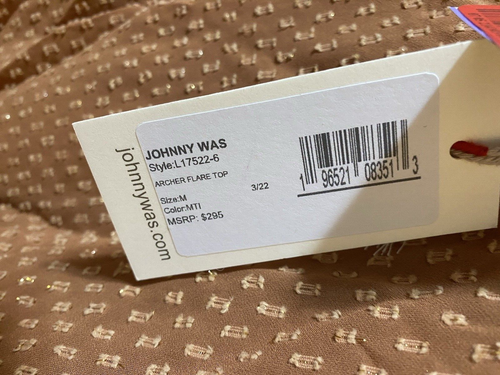 johnnywas.com
JOHNNY WAS
Style:L17522-6
ARCHER FLARE TOP
3/22
Size:M
Color:MTI
MSRP: $295
1 96521 08351 3